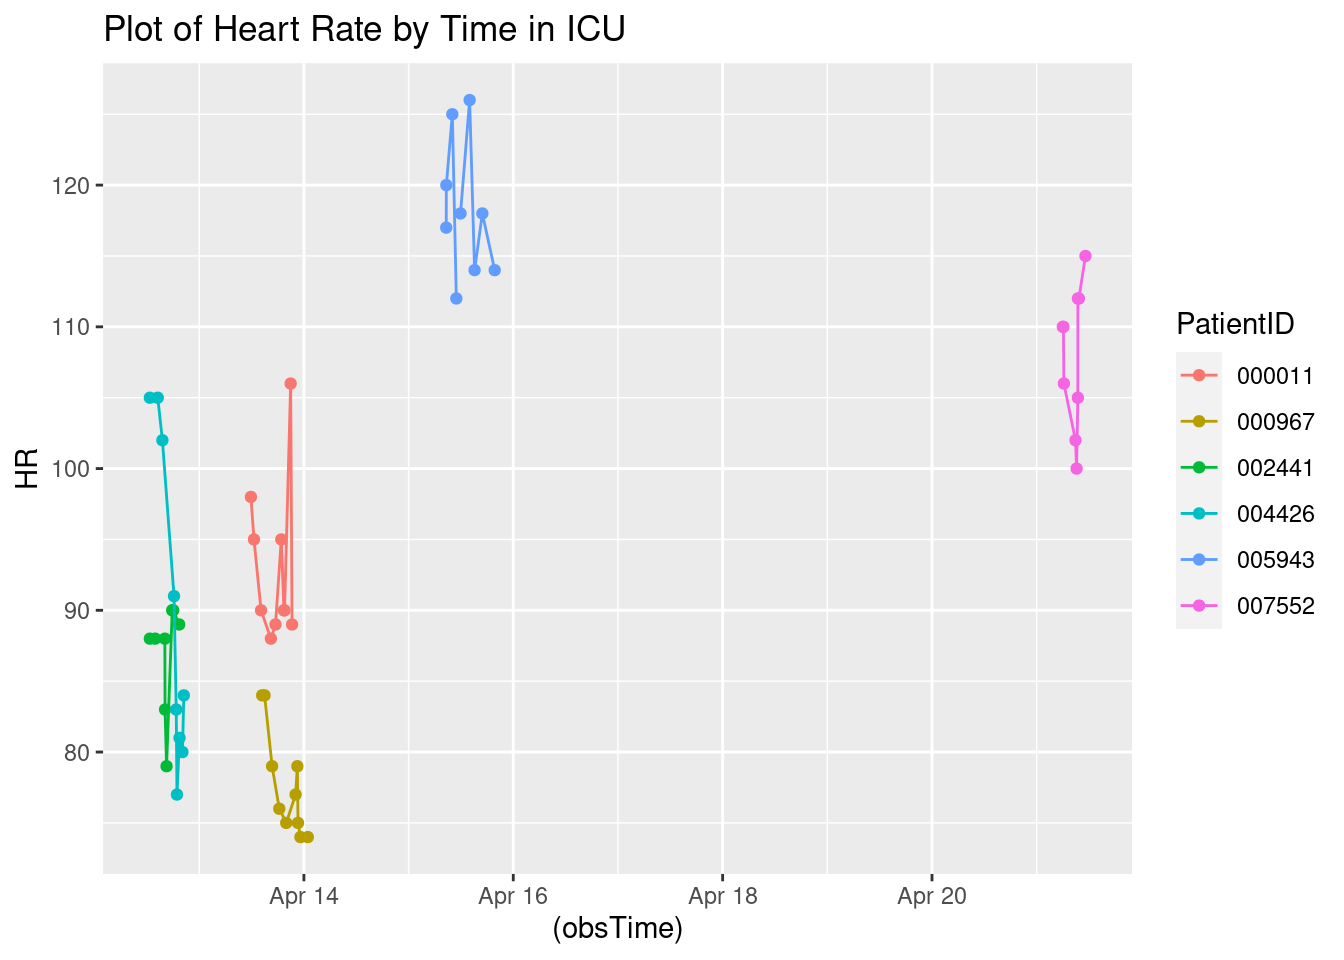 Plot of Heart Rate by Time in ICU
120
110
100
90
80
HR
Apr 14
Apr 16
Apr 18
Apr 20
(obsTime)
PatientID
000011
000967
002441
004426
005943
007552